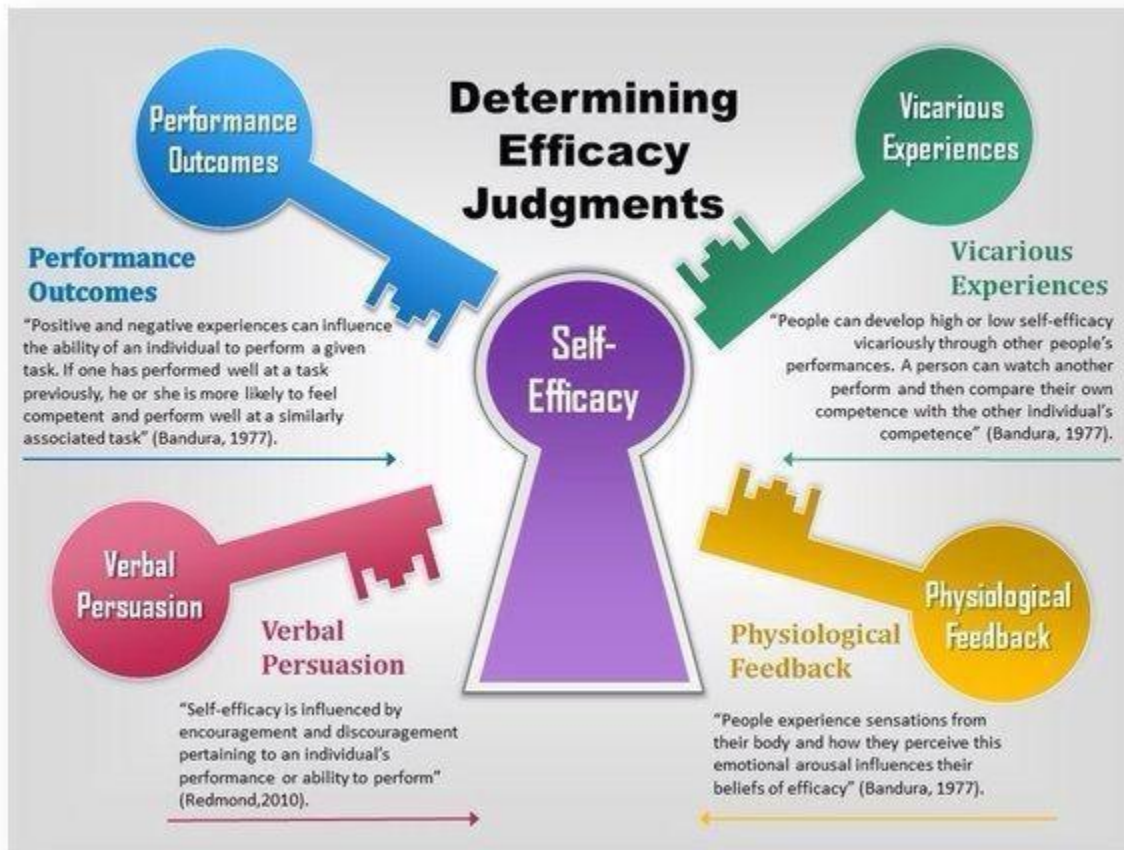 Determining
Efficacy
Judgments
Performance
Outcomes
Performance
Outcomes
“Positive and negative experiences can influence
the ability of an individual to perform a given
task. If one has performed well at a task
previously, he or she is more likely to feel
competent and perform well at a similarly
associated task” (Bandura, 1977).
Vicarious
Experiences
Vicarious
Experiences
“People can develop high or low self-efficacy
vicariously through other people’s
performances. A person can watch another
perform and then compare their own
competence with the other individual’s
competence” (Bandura, 1977).
Self-
Efficacy
Verbal
Persuasion
Verbal
Persuasion
“Self-efficacy is influenced by
encouragement and discouragement
pertaining to an individual’s
performance or ability to perform”
(Redmond,2010).
Physiological
Feedback
Physiological
Feedback
“People experience sensations from
their body and how they perceive this
emotional arousal influences their
beliefs of efficacy” (Bandura, 1977).